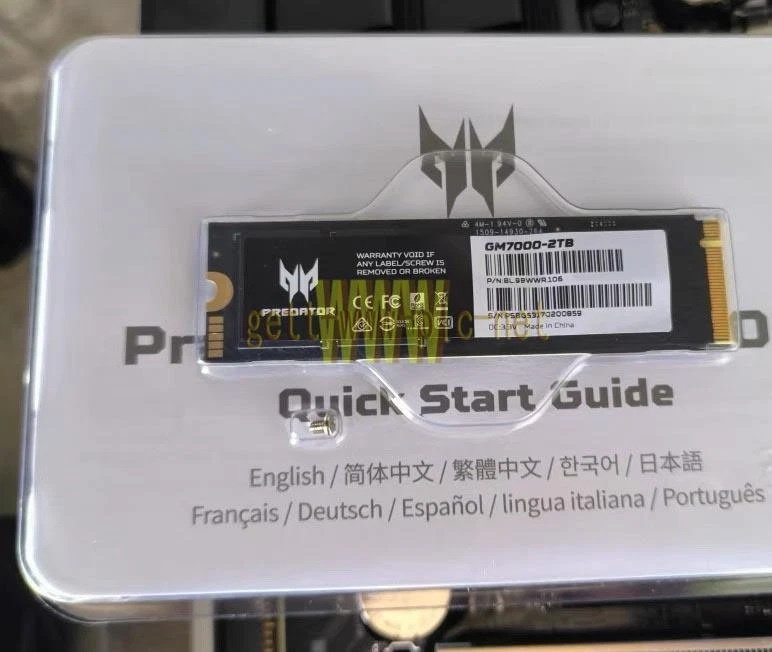 4M-1 94V-0
GM7000-2TB
WARRANTY VOID IF
ANY LABEL/SCREW IS
REMOVED OR BROKEN
P/N:BL.9BWWR.106
PREDATOR
CE FC
DC:3.3V Made in China
Quick Start Guide
English / 简体中文 / 繁體中文 / 한국어 / 日本語
Français / Deutsch / Español / lingua italiana / Português